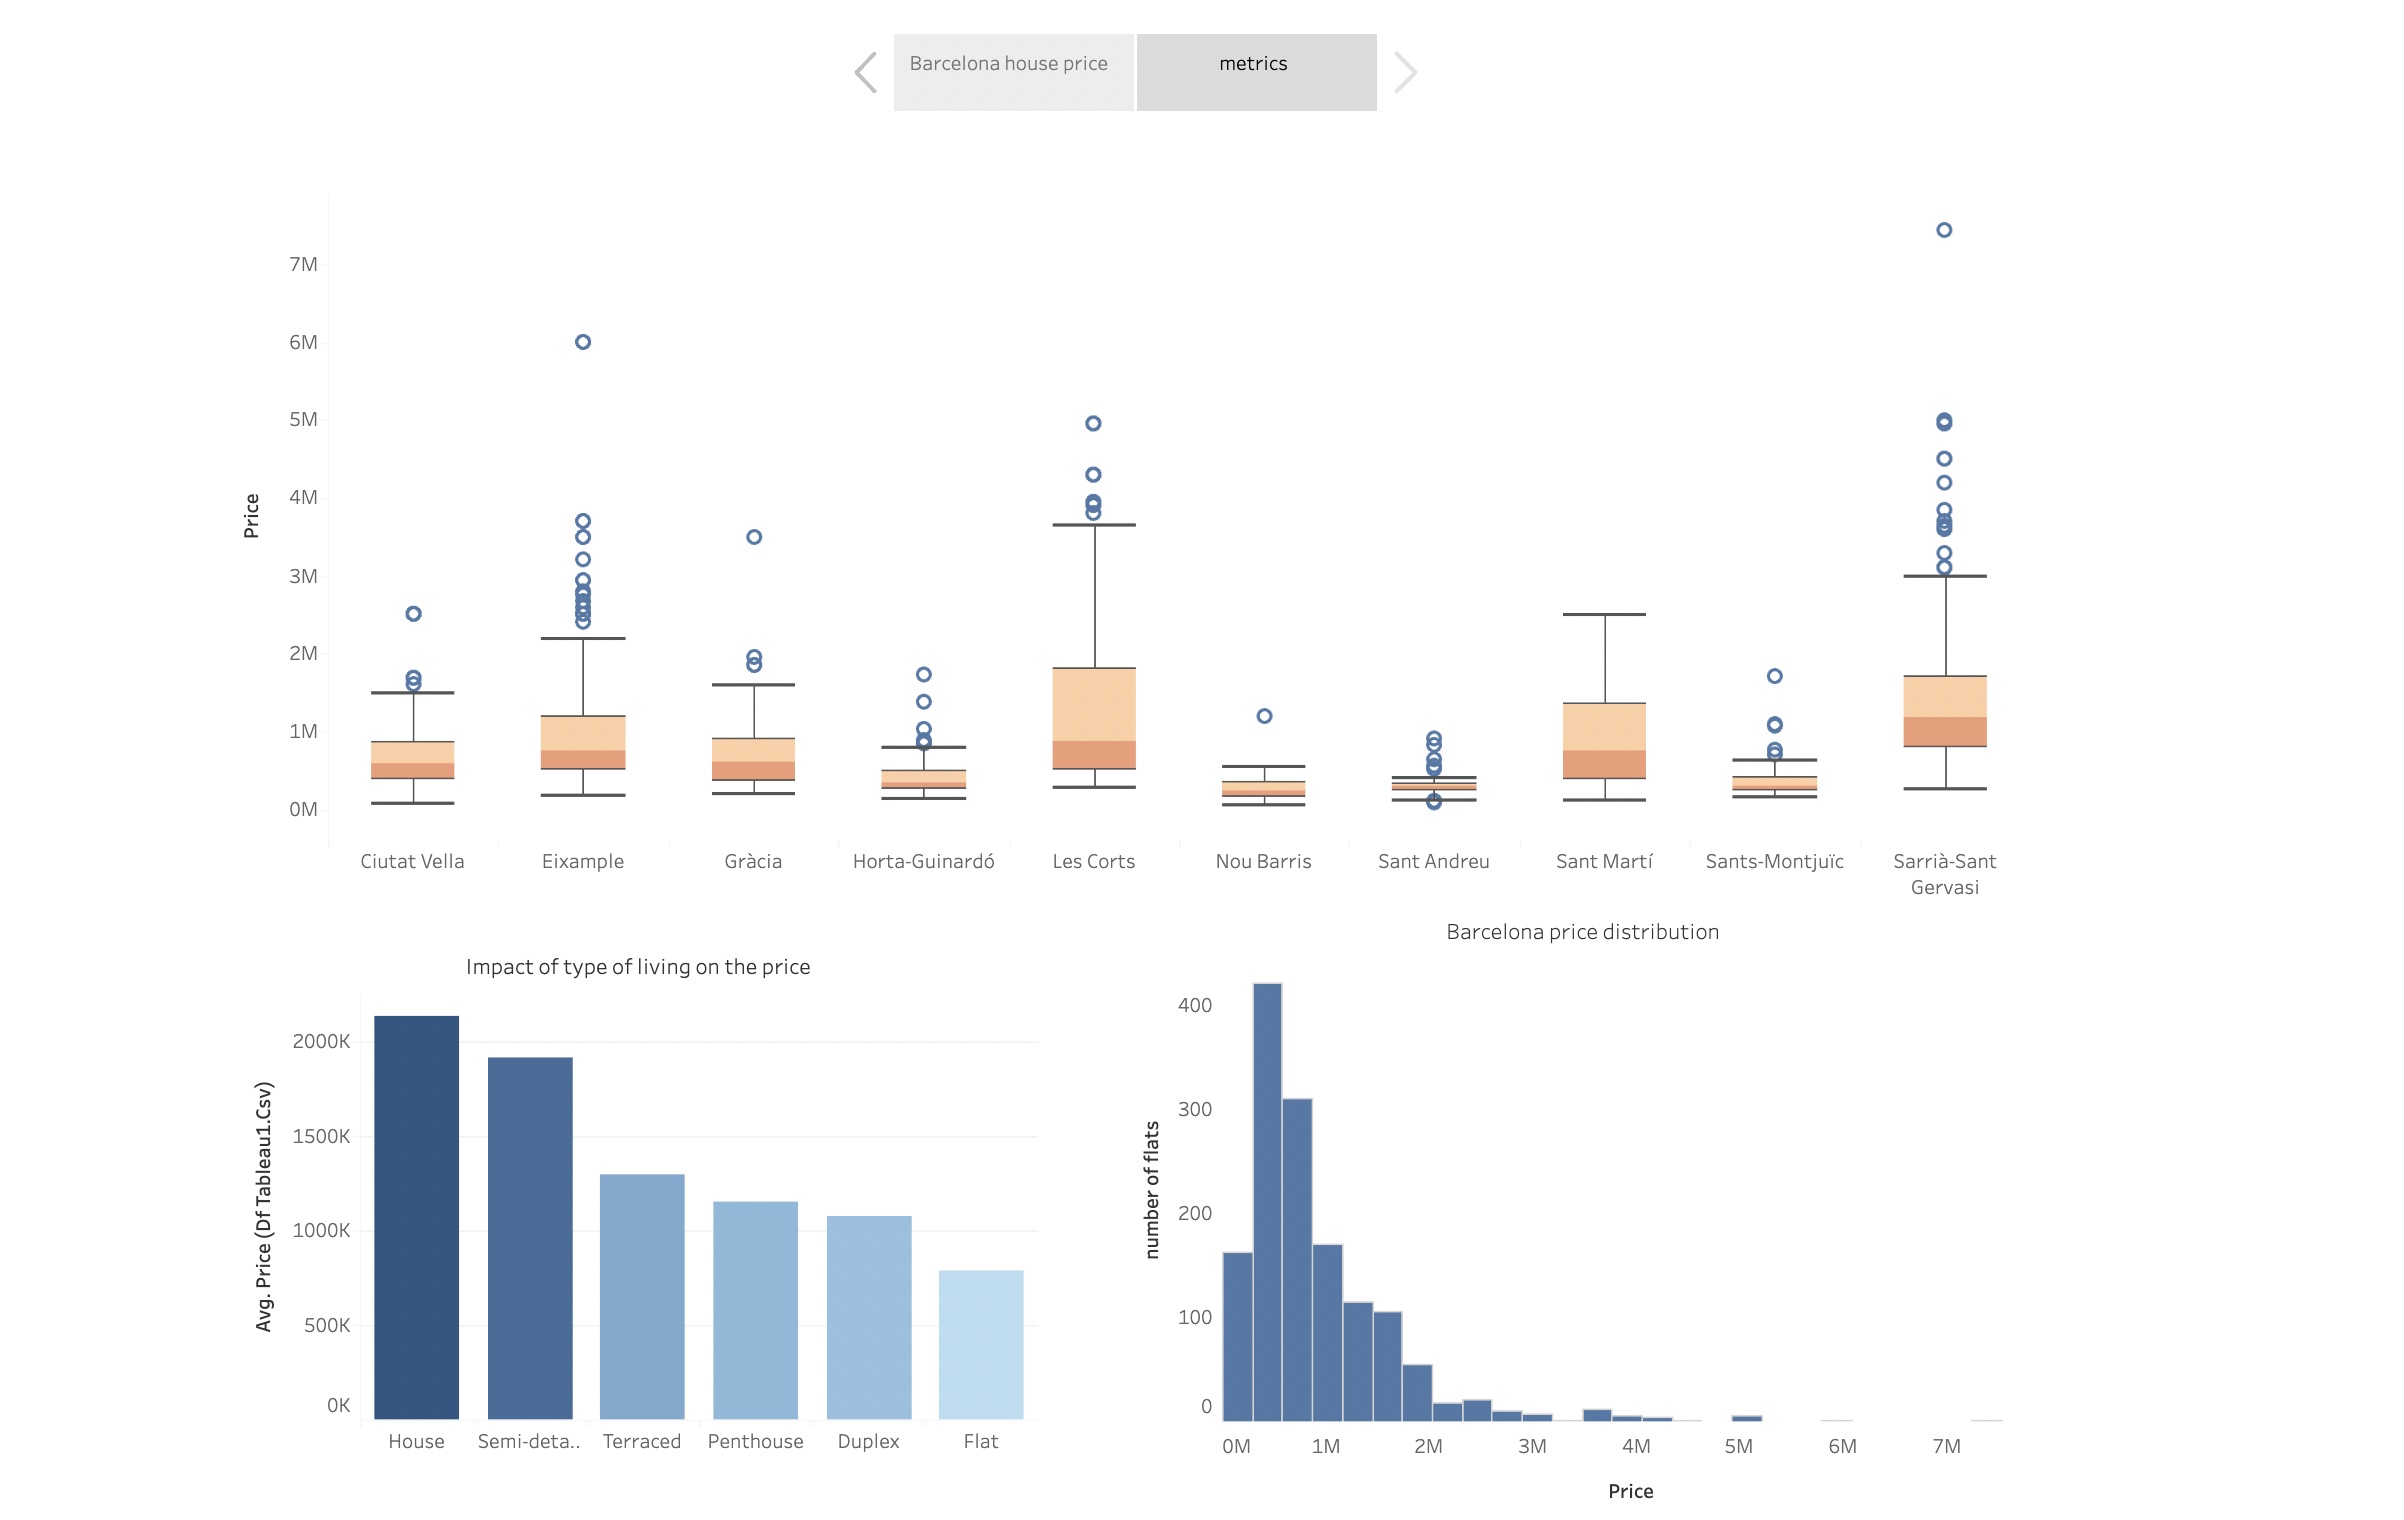 Barcelona house price
metrics
Price
7M
6M
5M
4M
3M
2M
1M
0M
Ciutat Vella
Eixample
Gràcia
Horta-Guinardó
Les Corts
Nou Barris
Sant Andreu
Sant Martí
Sants-Montjuïc
Sarrià-Sant
Gervasi
Impact of type of living on the price
Avg. Price (Df Tableau1.Csv)
2000K
1500K
1000K
500K
0K
House
Semi-deta..
Terraced
Penthouse
Duplex
Flat
Barcelona price distribution
number of flats
400
300
200
100
0
0M
1M
2M
3M
4M
5M
6M
7M
Price